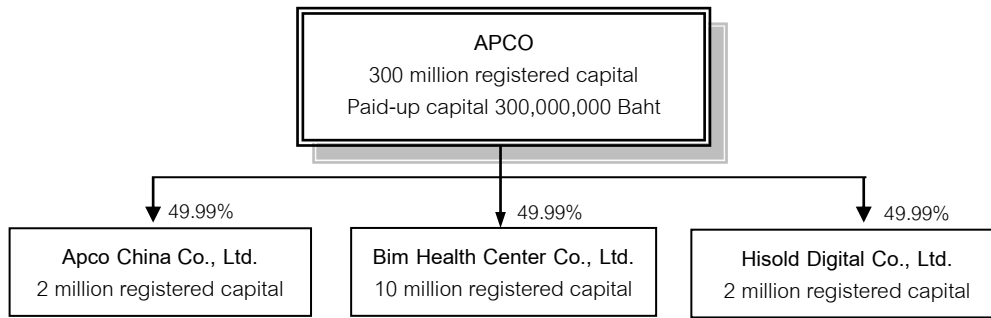 APCO
300 million registered capital
Paid-up capital 300,000,000 Baht
49.99%
49.99%
49.99%
Apco China Co., Ltd.
2 million registered capital
Bim Health Center Co., Ltd.
10 million registered capital
Hisold Digital Co., Ltd.
2 million registered capital